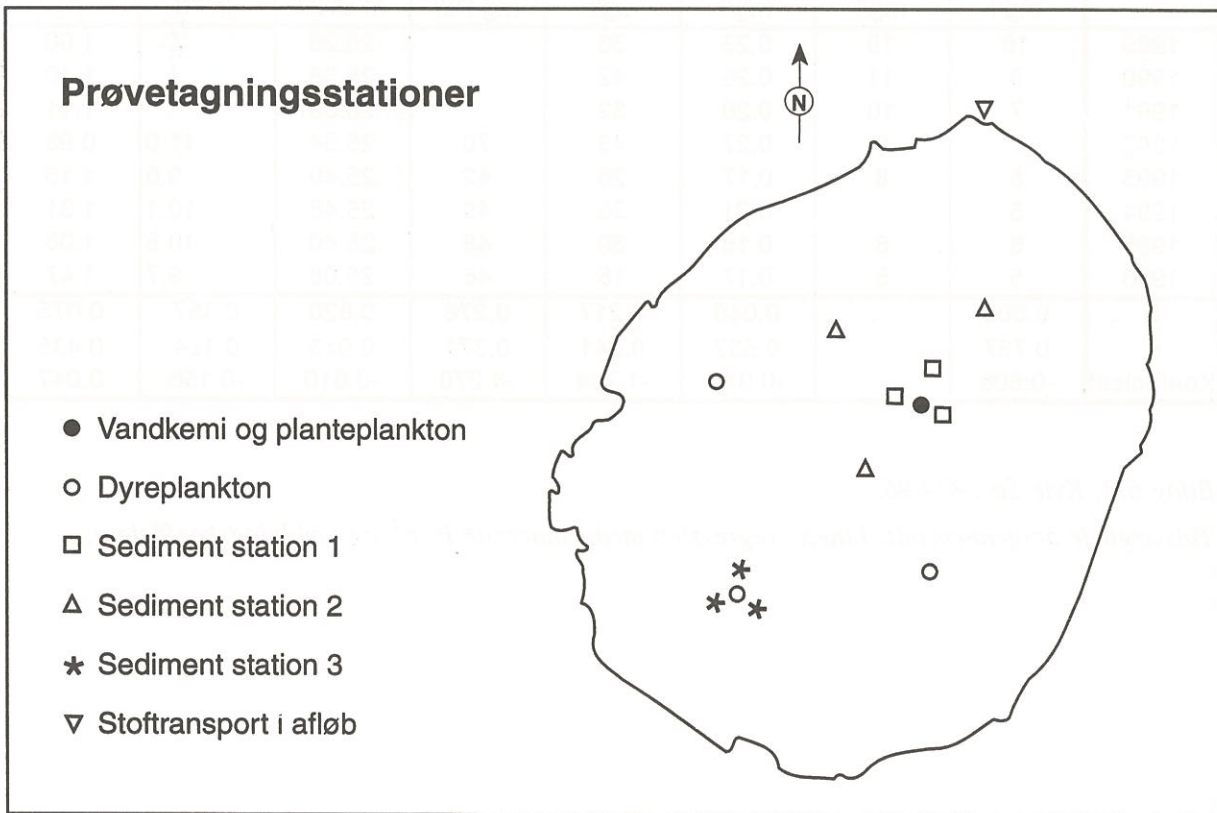 Prøvetagningsstationer
N
Vandkemi og planteplankton
Dyreplankton
Sediment station 1
Sediment station 2
Sediment station 3
Stoftransport i afløb